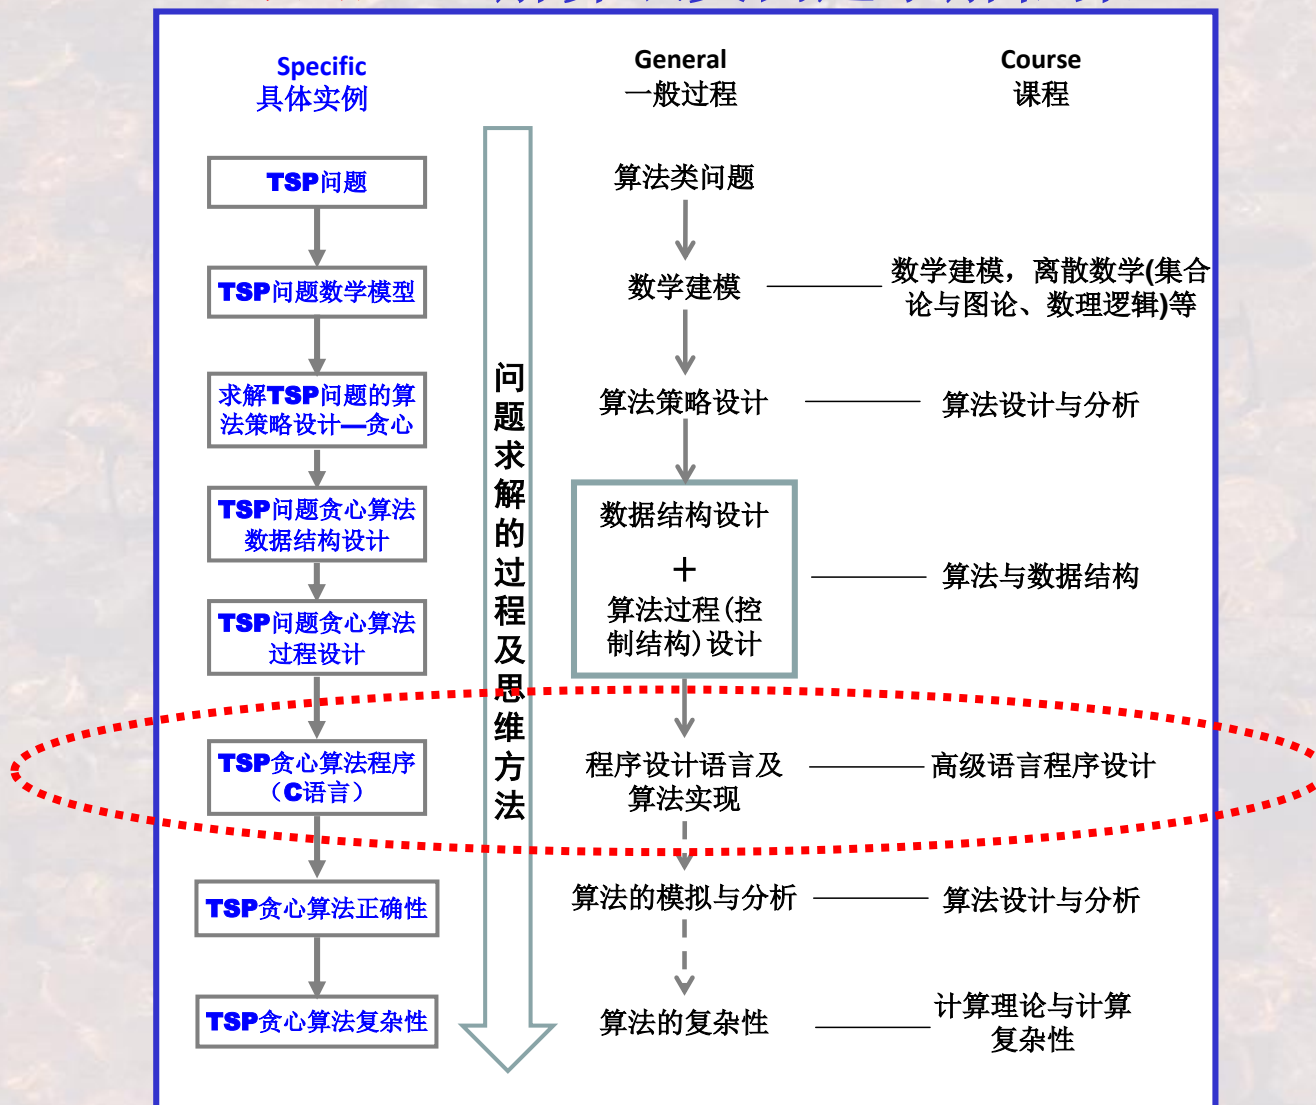 Specific
具体实例
General
一般过程
Course
课程
TSP问题
算法类问题
TSP问题数学模型
数学建模
数学建模，离散数学(集合
论与图论、数理逻辑)等
求解TSP问题的算
法策略设计—贪心
算法策略设计
算法设计与分析
TSP问题贪心算法
数据结构设计
数据结构设计
+
算法过程(控
制结构)设计
算法与数据结构
TSP问题贪心算法
过程设计
问题求解的过程及思维方法
TSP贪心算法程序
（C语言）
程序设计语言及
算法实现
高级语言程序设计
TSP贪心算法正确性
算法的模拟与分析
算法设计与分析
TSP贪心算法复杂性
算法的复杂性
计算理论与计算
复杂性